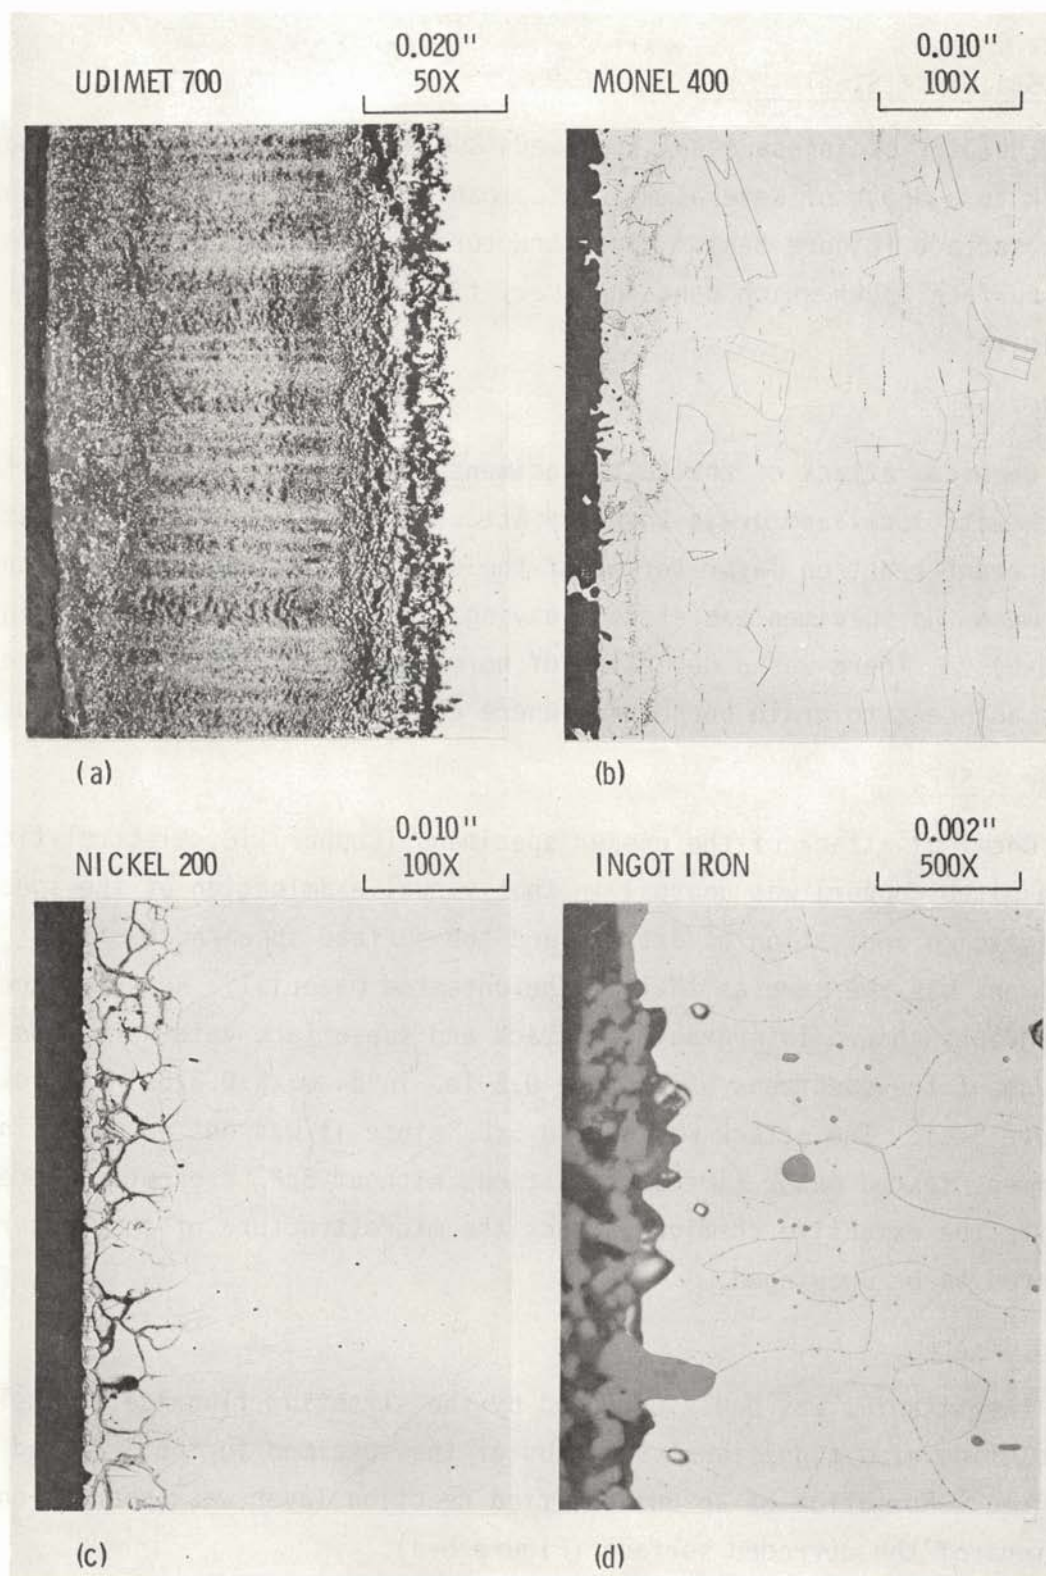 0.020" 0.010"
UDIMET 700 50X MONEL 400 100X
(a) (b)
0.010" 0.002"
NICKEL 200 100X INGOT IRON 500X
(c) (d)